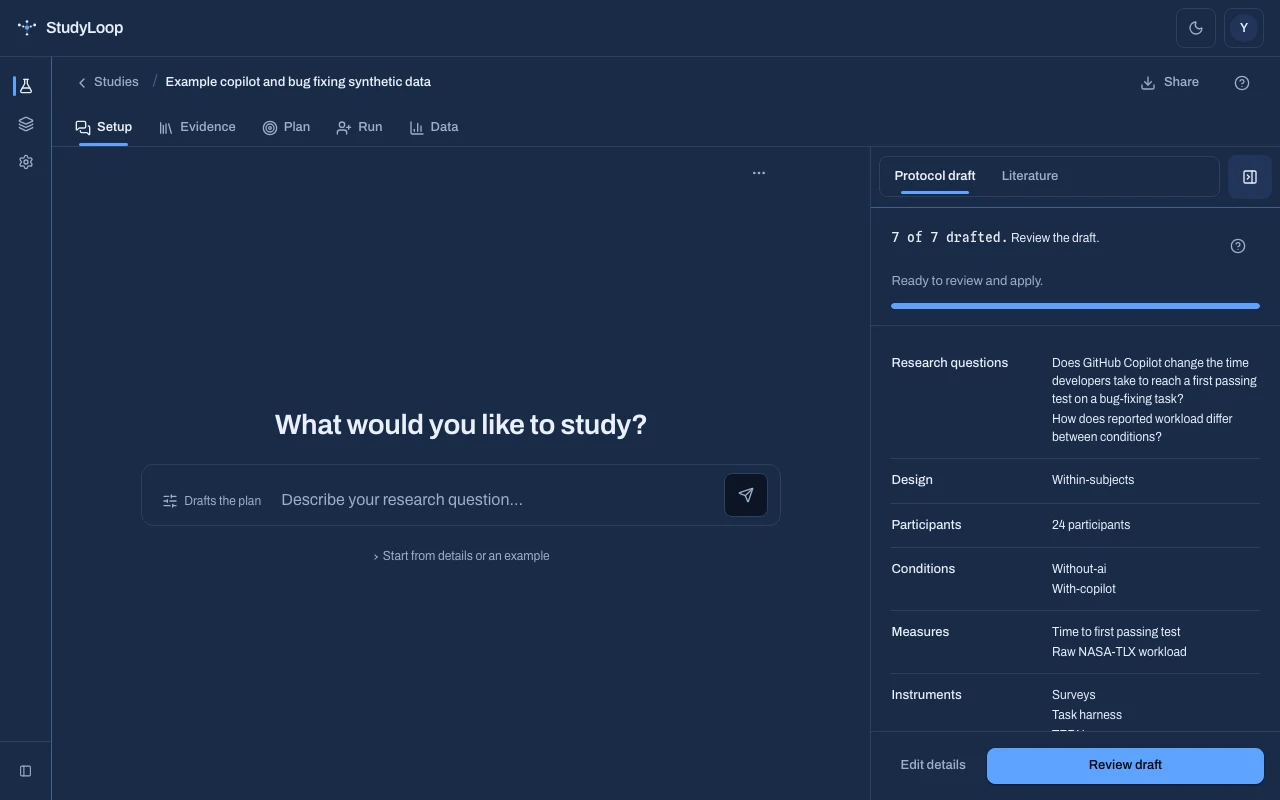 StudyLoop
Y
Studies / Example copilot and bug fixing synthetic data
Share
Setup
Evidence
Plan
Run
Data
Protocol draft
Literature
7 of 7 drafted. Review the draft.
Ready to review and apply.
What would you like to study?
Drafts the plan
Describe your research question...
› Start from details or an example
Research questions
Does GitHub Copilot change the time
developers take to reach a first passing
test on a bug-fixing task?
How does reported workload differ
between conditions?
Design
Within-subjects
Participants
24 participants
Conditions
Without-ai
With-copilot
Measures
Time to first passing test
Raw NASA-TLX workload
Instruments
Surveys
Task harness
Edit details
Review draft